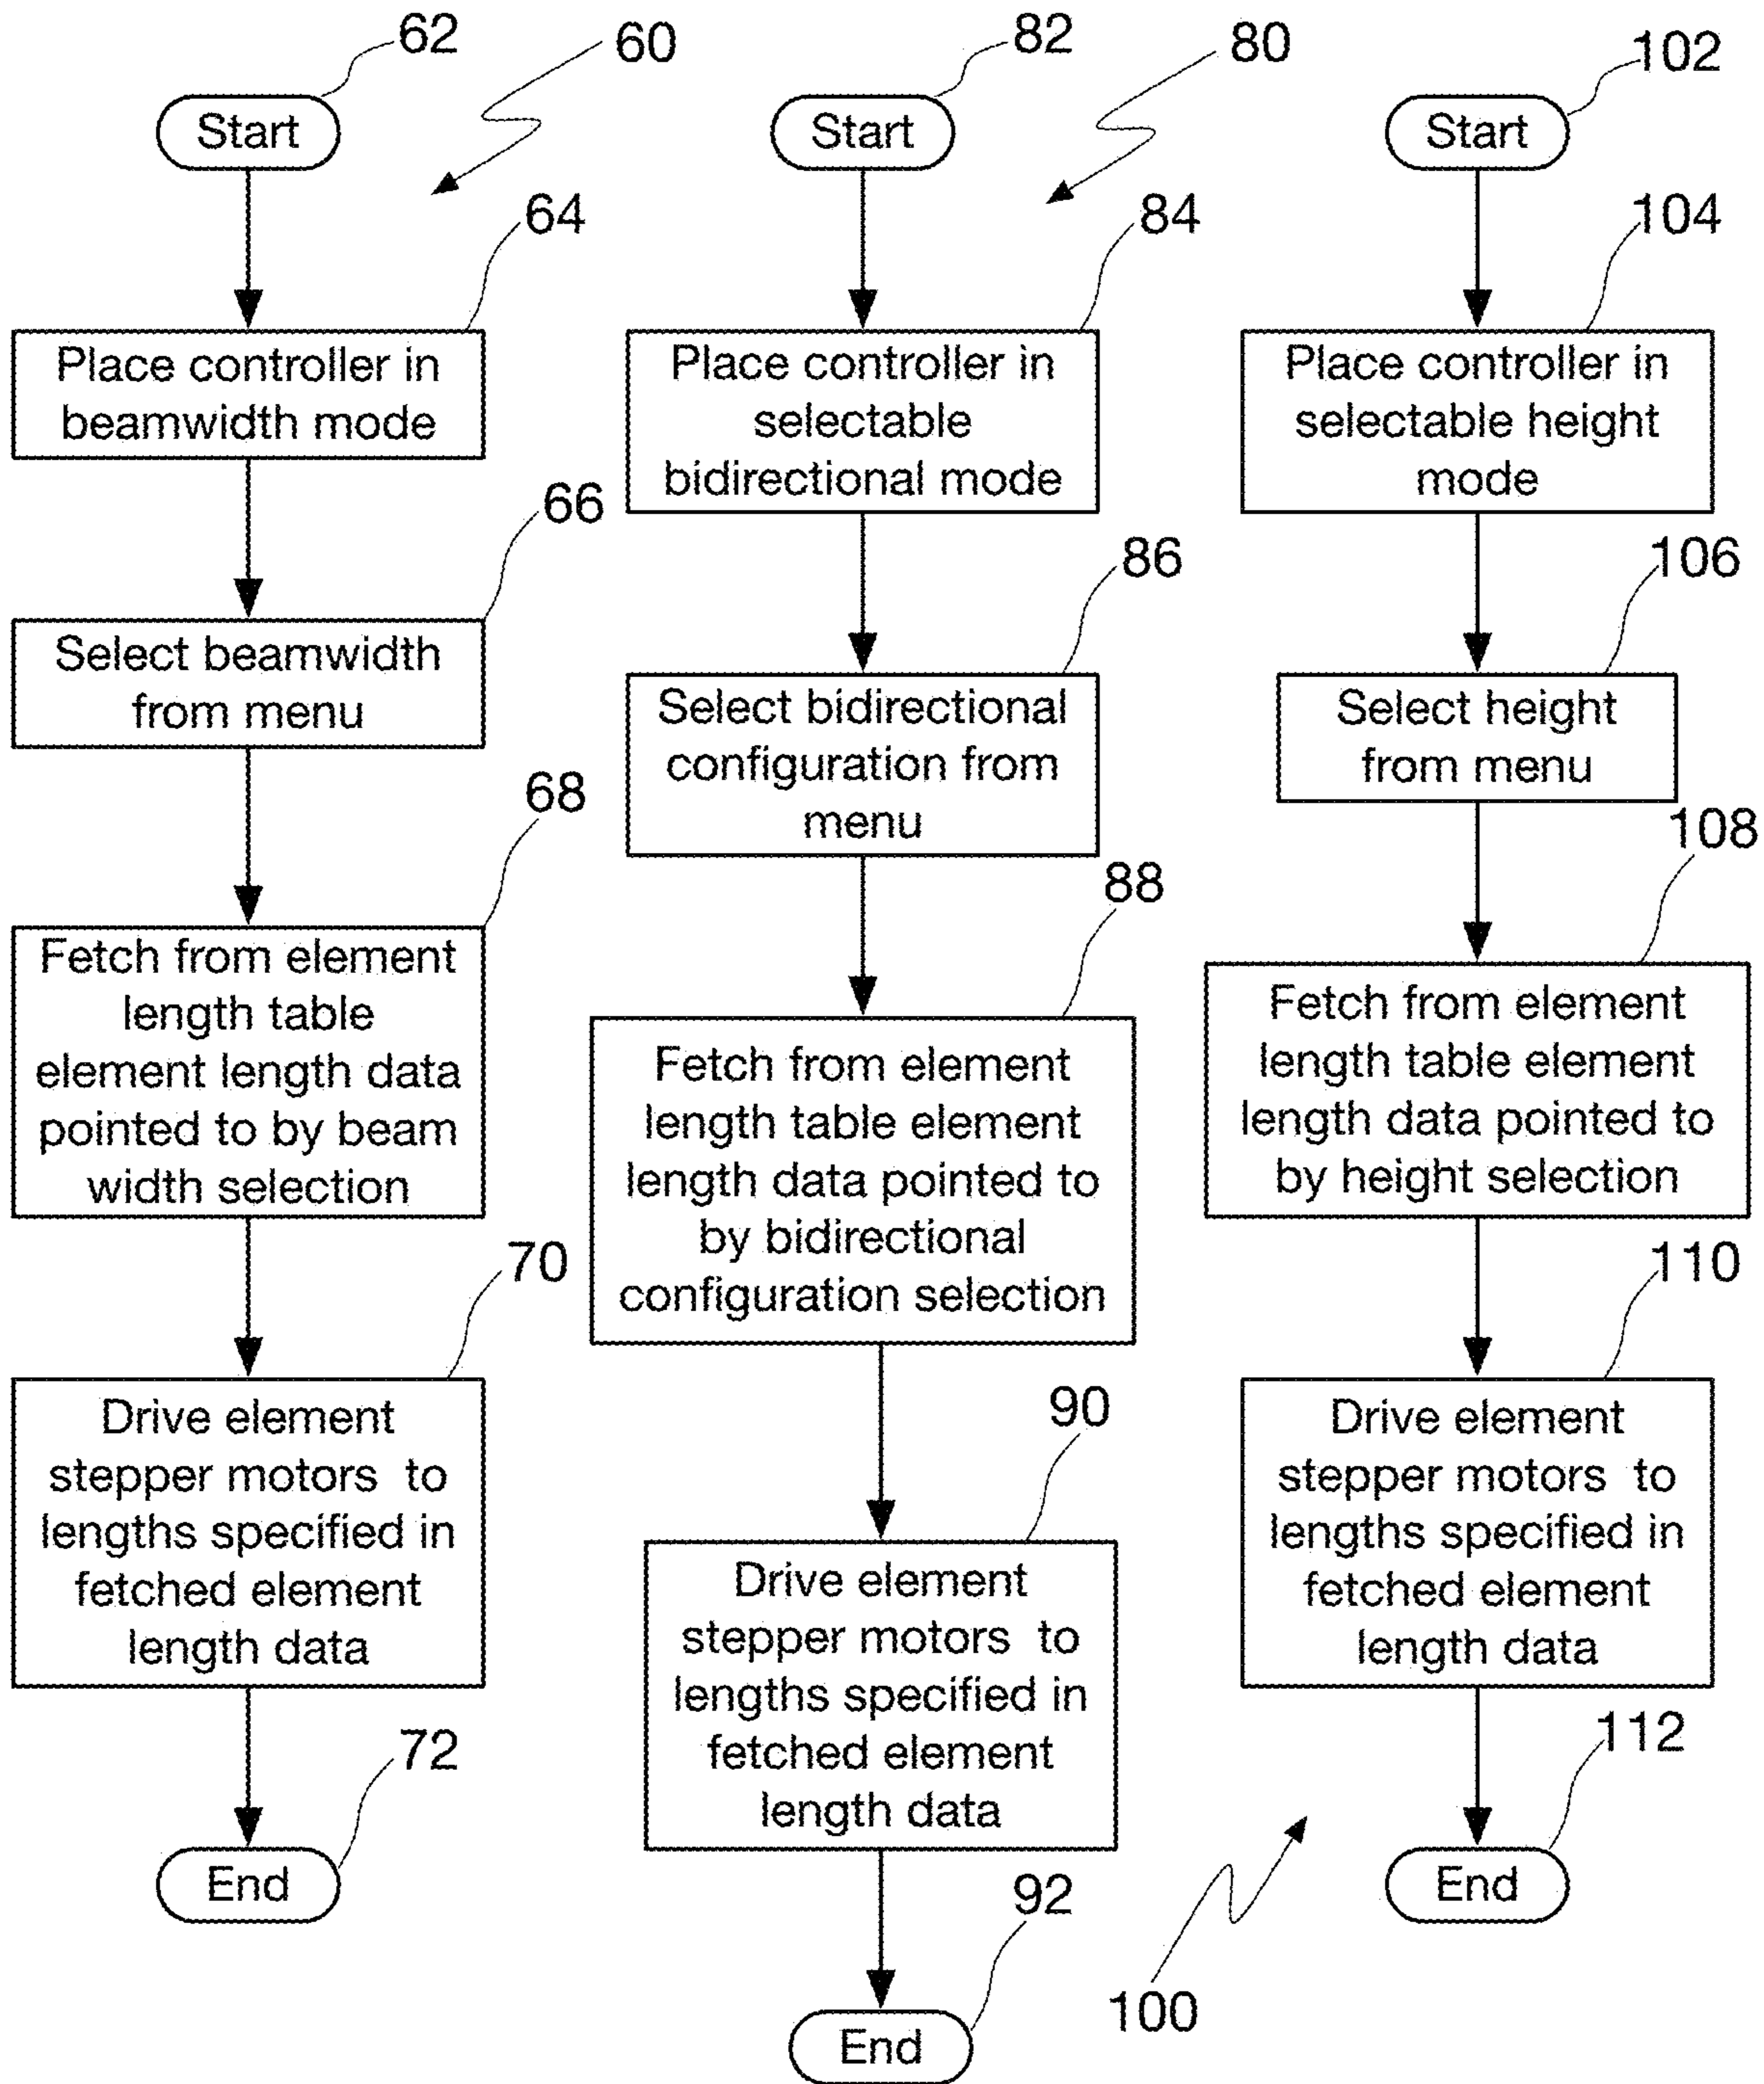 62
60
Start
64
Place controller in
beamwidth mode
66
Select beamwidth
from menu
68
Fetch from element
length table
element length data
pointed to by beam
width selection
70
Drive element
stepper motors to
lengths specified in
fetched element
length data
72
End
82
80
Start
84
Place controller in
selectable
bidirectional mode
86
Select bidirectional
configuration from
menu
88
Fetch from element
length table element
length data pointed to
by bidirectional
configuration selection
90
Drive element
stepper motors to
lengths specified in
fetched element
length data
92
End
102
Start
104
Place controller in
selectable height
mode
106
Select height
from menu
108
Fetch from element
length table element
length data pointed to
by height selection
110
Drive element
stepper motors to
lengths specified in
fetched element
length data
112
End
100